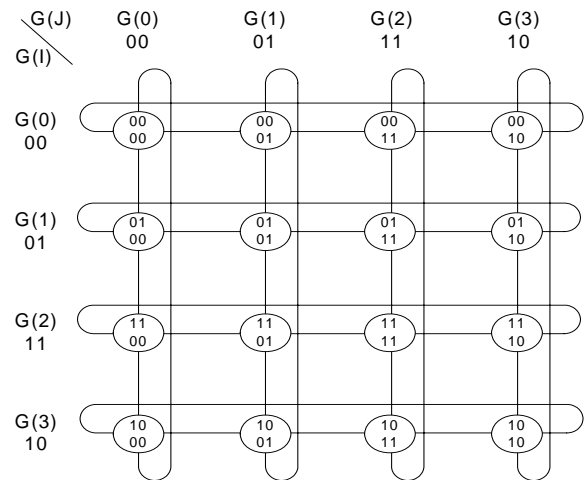 G(J) G(0) G(1) G(2) G(3)
00 01 11 10
G(I)
G(0) 00 00 00 00
00 00 01 11 10
G(1) 01 01 01 01
01 00 01 11 10
G(2) 11 11 11 11
11 00 01 11 10
G(3) 10 10 10 10
10 00 01 11 10